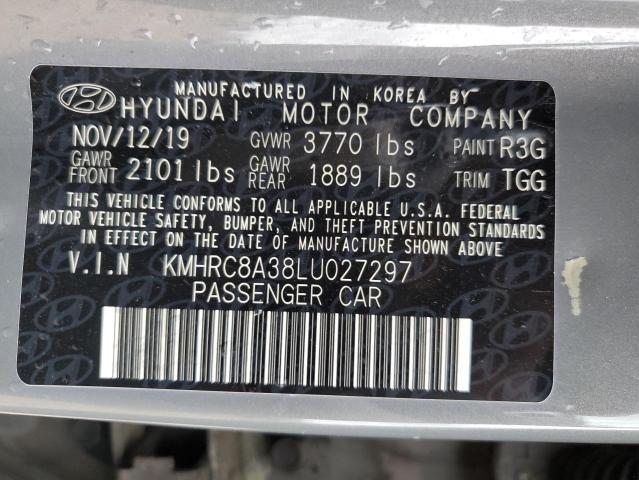 MANUFACTURED IN KOREA BY
HYUNDAI MOTOR COMPANY
NOV/12/19 GVWR 3770 lbs PAINT R3G
GAWR FRONT 2101 lbs GAWR REAR 1889 lbs TRIM TGG
THIS VEHICLE CONFORMS TO ALL APPLICABLE U.S.A. FEDERAL
MOTOR VEHICLE SAFETY, BUMPER, AND THEFT PREVENTION STANDARDS
IN EFFECT ON THE DATE OF MANUFACTURE SHOWN ABOVE.
V.I.N KMHRC8A38LU027297
PASSENGER CAR